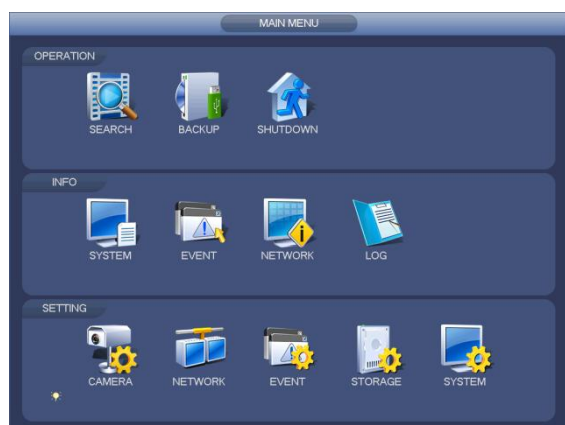 MAIN MENU
OPERATION
SEARCH BACKUP SHUTDOWN
INFO
SYSTEM EVENT NETWORK LOG
SETTING
CAMERA NETWORK EVENT STORAGE SYSTEM